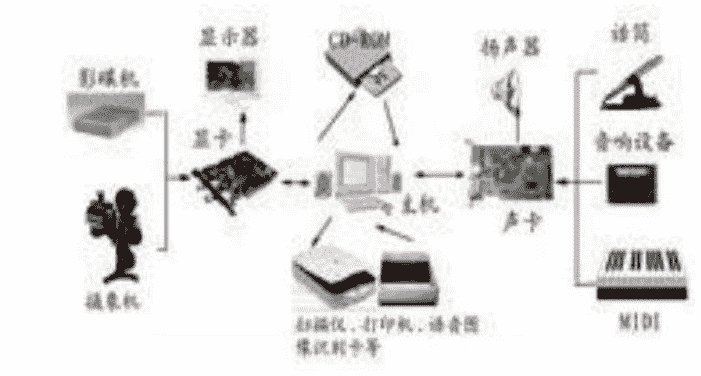 显示器
CD-ROM
扬声器
话筒
影碟机
显卡
音响设备
主机
声卡
摄象机
扫描仪、打印机、语音图
像识别卡等
MIDI